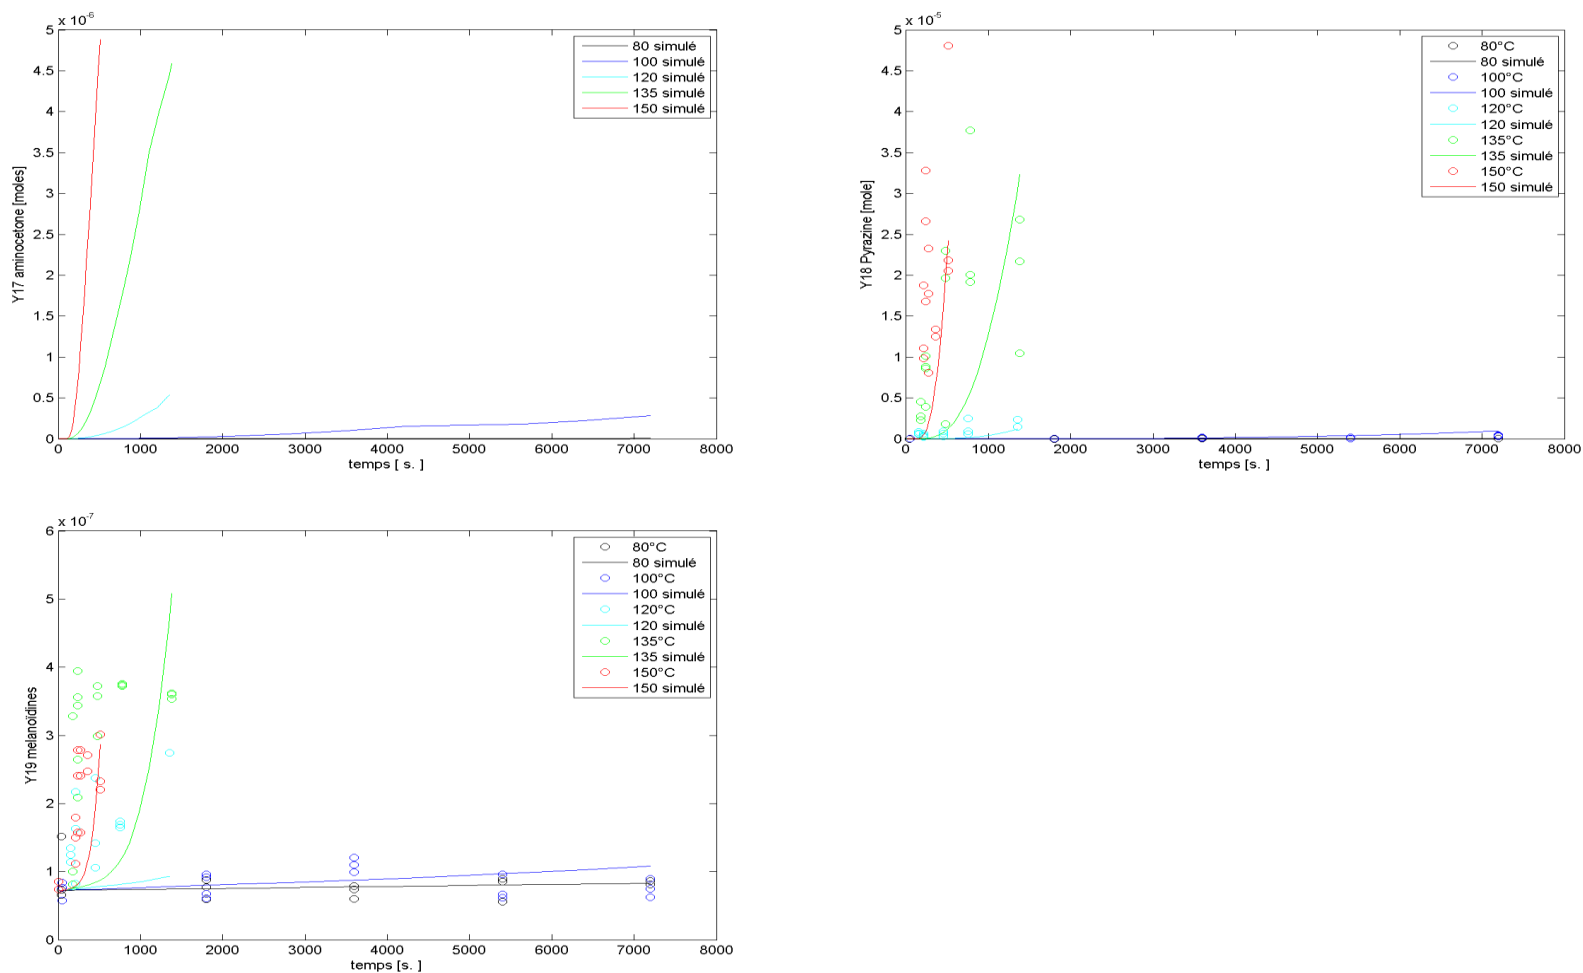 x 10-6
5
4.5
4
3.5
3
2.5
2
1.5
1
0.5
0
0 1000 2000 3000 4000 5000 6000 7000 8000
temps [ s. ]
Y17 aminocetone [moles]
80 simulé
100 simulé
120 simulé
135 simulé
150 simulé
x 10-5
5
4.5
4
3.5
3
2.5
2
1.5
1
0.5
0
0 1000 2000 3000 4000 5000 6000 7000 8000
temps [s. ]
Y18 Pyrazine [mole]
80°C
80 simulé
100°C
100 simulé
120°C
120 simulé
135°C
135 simulé
150°C
150 simulé
x 10-7
6
5
4
3
2
1
0
0 1000 2000 3000 4000 5000 6000 7000 8000
temps [s. ]
Y19 melanoïdines
80°C
80 simulé
100°C
100 simulé
120°C
120 simulé
135°C
135 simulé
150°C
150 simulé